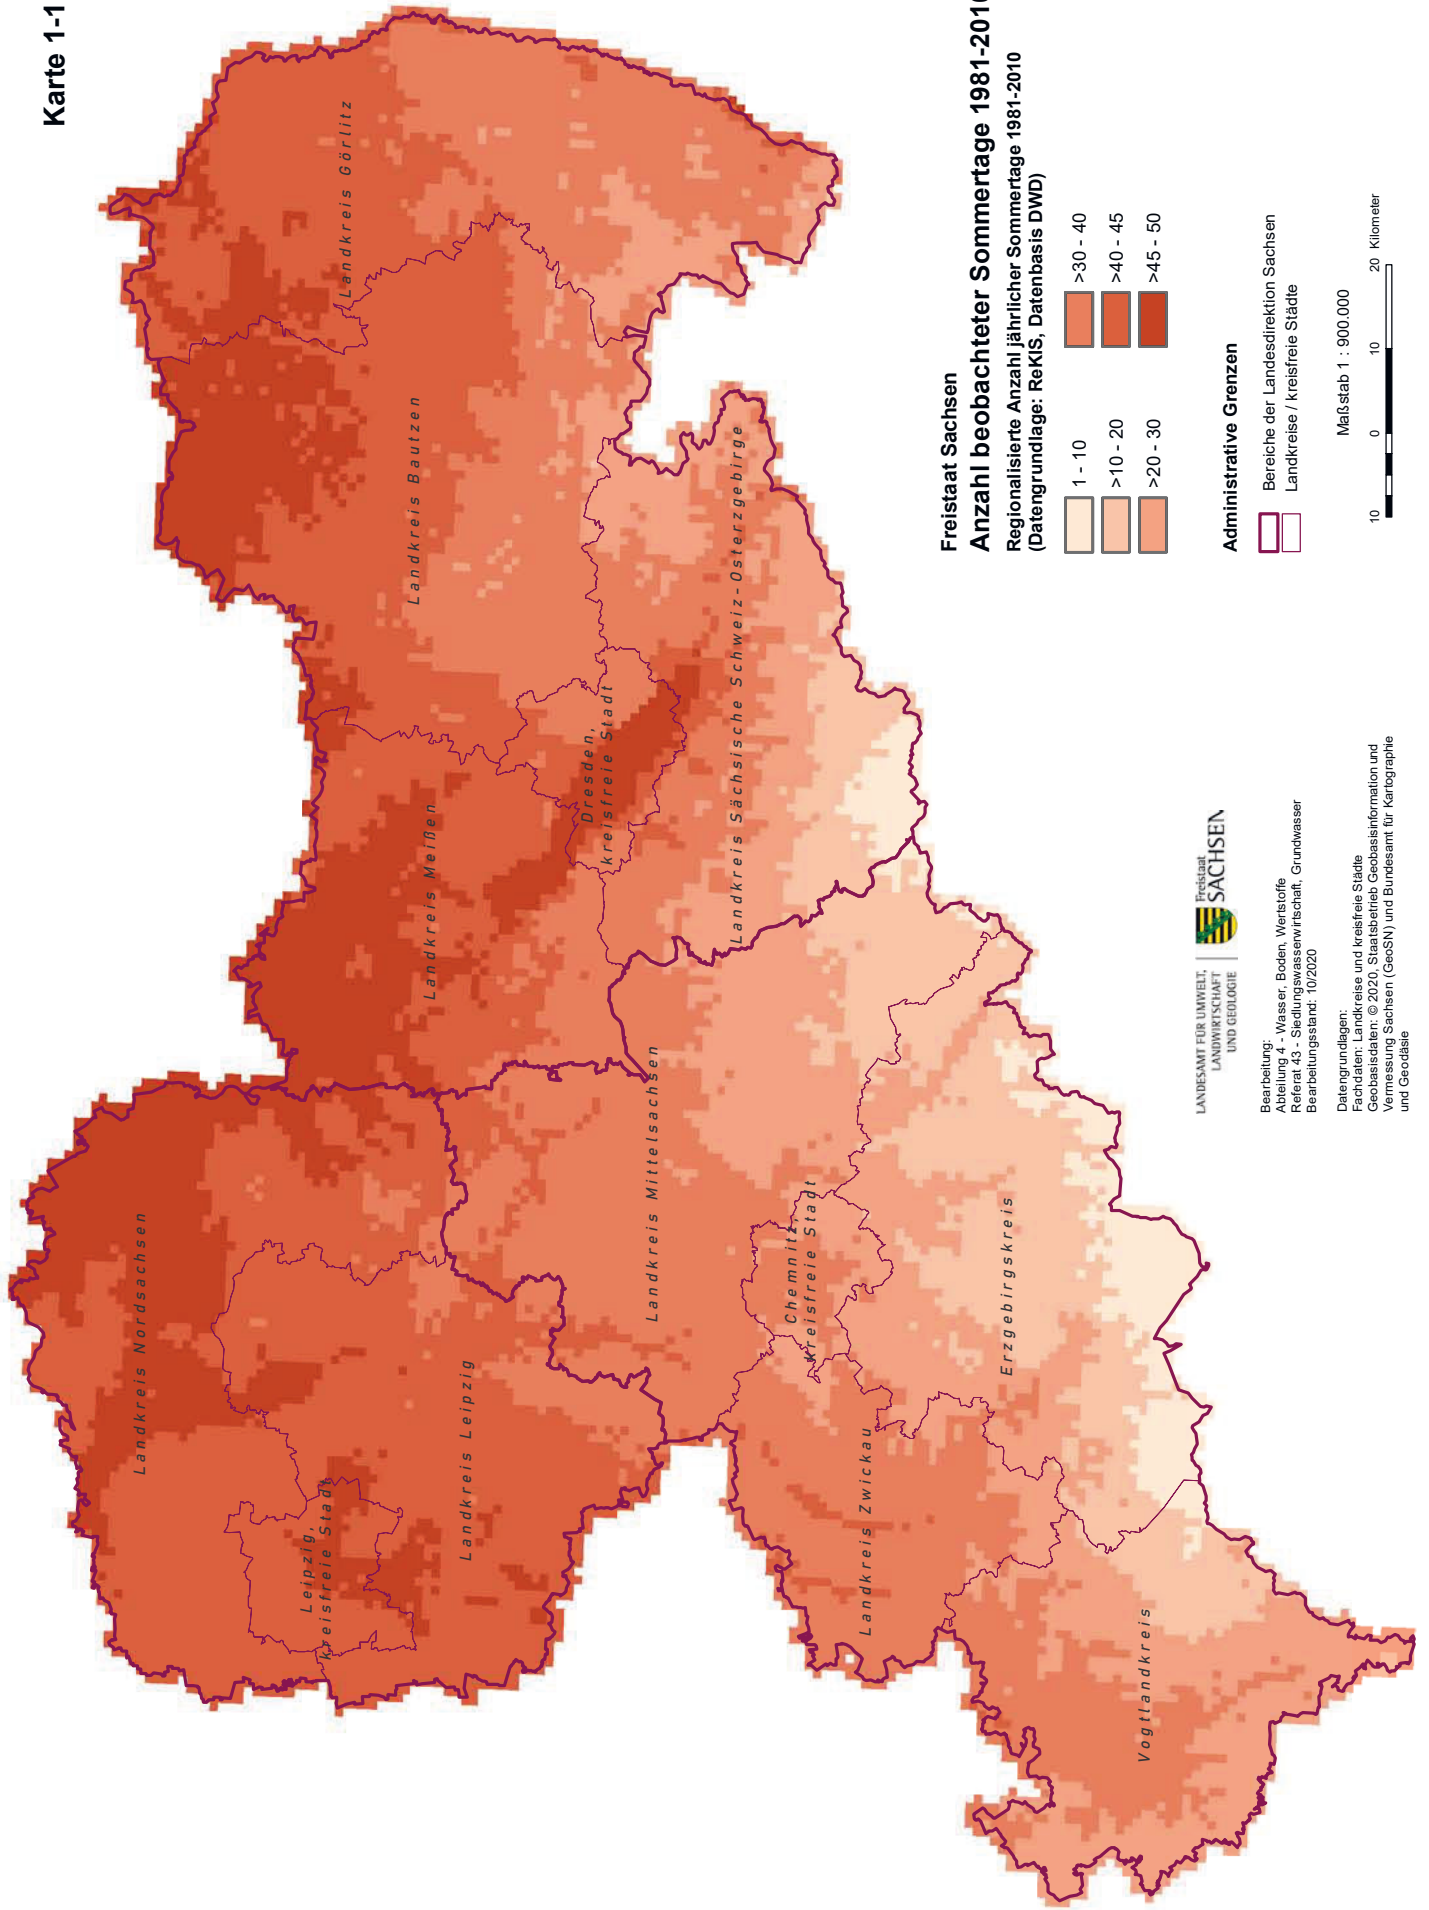 Karte 1-1
Landkreis Nordsachsen
Leipzig,
kreisfreie Stadt
Landkreis Leipzig
Landkreis Meißen
Landkreis Bautzen
Landkreis Görlitz
Dresden,
kreisfreie Stadt
Landkreis Sächsische Schweiz-Osterzgebirge
Landkreis Mittelsachsen
Chemnitz,
kreisfreie Stadt
Landkreis Zwickau
Erzgebirgskreis
Vogtlandkreis
Freistaat Sachsen
Anzahl beobachteter Sommertage 1981-2010
Regionalisierte Anzahl jährlicher Sommertage 1981-2010
(Datengrundlage: ReKIS, Datenbasis DWD)
1 - 10
>10 - 20
>20 - 30
>30 - 40
>40 - 45
>45 - 50
Administrative Grenzen
Bereiche der Landesdirektion Sachsen
Landkreise / kreisfreie Städte
Maßstab 1 : 900.000
10 0 10 20 Kilometer
LANDESAMT FÜR UMWELT,
LANDWIRTSCHAFT
UND GEOLOGIE
Freistaat
SACHSEN
Bearbeitung:
Abteilung 4 - Wasser, Boden, Wertstoffe
Referat 43 - Siedlungswasserwirtschaft, Grundwasser
Bearbeitungsstand: 10/2020
Datengrundlagen:
Fachdaten: Landkreise und kreisfreie Städte
Geobasisdaten: © 2020, Staatsbetrieb Geobasisinformation und
Vermessung Sachsen (GeoSN) und Bundesamt für Kartographie
und Geodäsie